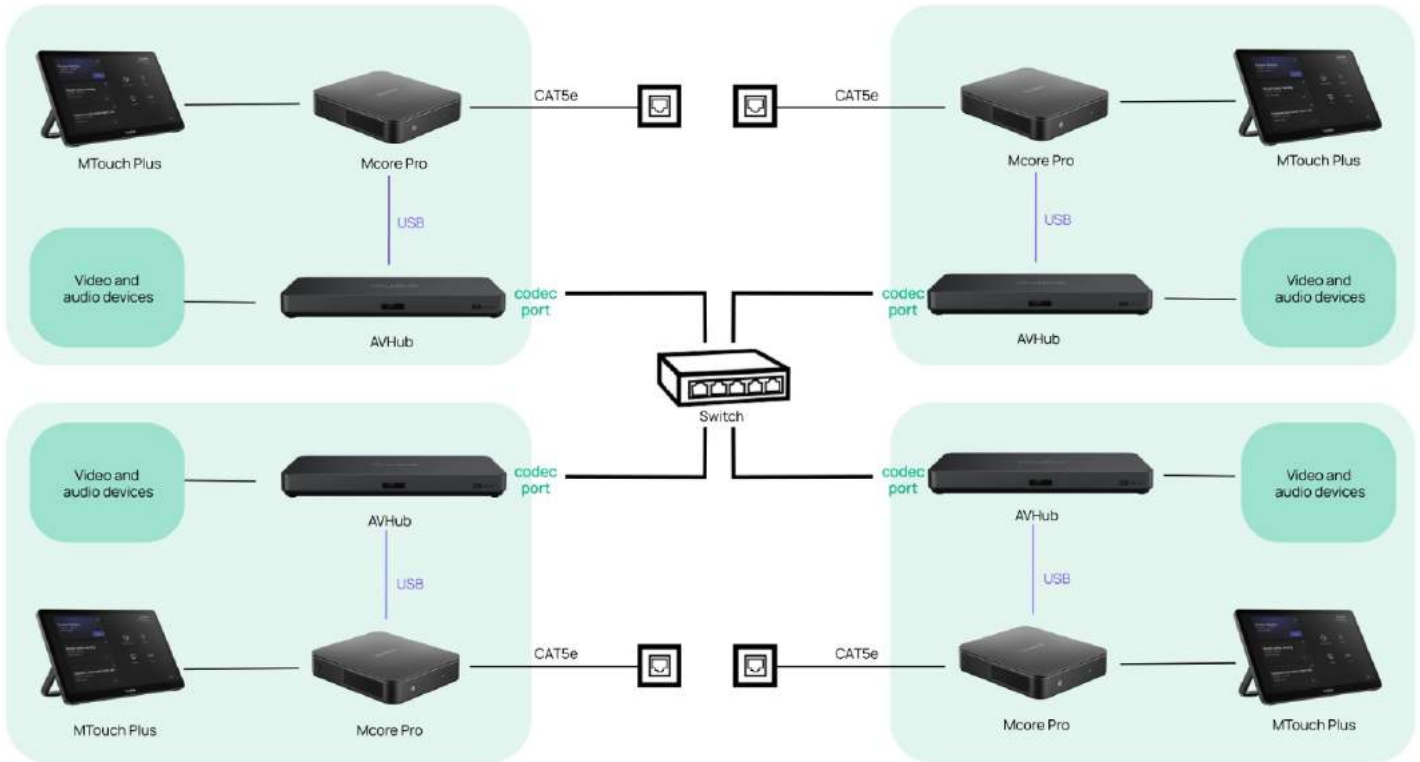 CAT5e
CAT5e
MTouch Plus
Mcore Pro
Mcore Pro
MTouch Plus
USB
USB
Video and
audio devices
codec
port
codec
port
Video and
audio devices
AVHub
AVHub
Switch
Video and
audio devices
codec
port
codec
port
Video and
audio devices
AVHub
AVHub
USB
USB
CAT5e
CAT5e
MTouch Plus
Mcore Pro
Mcore Pro
MTouch Plus